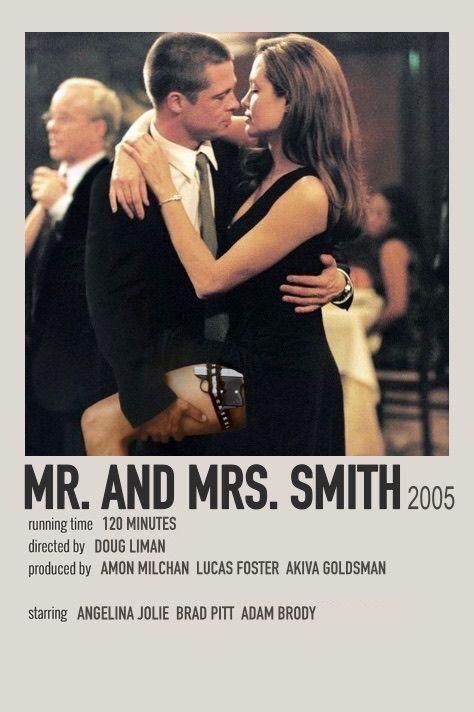 MR. AND MRS. SMITH 2005
running time 120 MINUTES
directed by DOUG LIMAN
produced by AMON MILCHAN LUCAS FOSTER AKIVA GOLDSMAN
starring ANGELINA JOLIE BRAD PITT ADAM BRODY